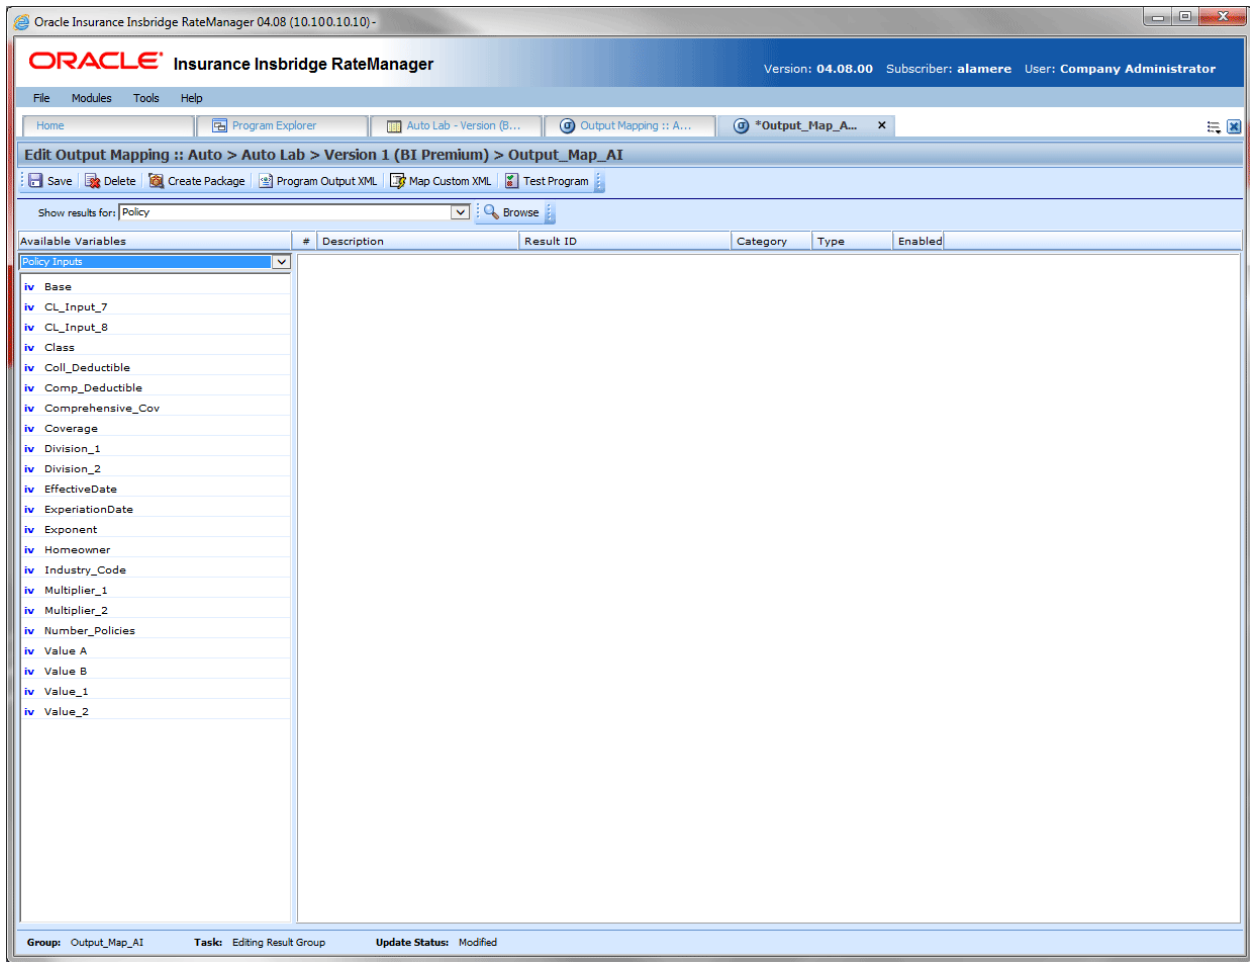 Oracle Insurance Insbridge RateManager 04.08 (10.100.10.10) -
ORACLE Insurance Insbridge RateManager
Version: 04.08.00 Subscriber: alamere User: Company Administrator
File Modules Tools Help
Home Program Explorer Auto Lab - Version (B... Output Mapping :: A... *Output_Map_A... x
Edit Output Mapping :: Auto > Auto Lab > Version 1 (BI Premium) > Output_Map_AI
Save Delete Create Package Program Output XML Map Custom XML Test Program
Show results for: Policy Browse
Available Variables # Description Result ID Category Type Enabled
Policy Inputs
iv Base
iv CL_Input_7
iv CL_Input_8
iv Class
iv Coll_Deductible
iv Comp_Deductible
iv Comprehensive_Cov
iv Coverage
iv Division_1
iv Division_2
iv EffectiveDate
iv ExperiationDate
iv Exponent
iv Homeowner
iv Industry_Code
iv Multiplier_1
iv Multiplier_2
iv Number_Policies
iv Value A
iv Value B
iv Value_1
iv Value_2
Group: Output_Map_AI Task: Editing Result Group Update Status: Modified